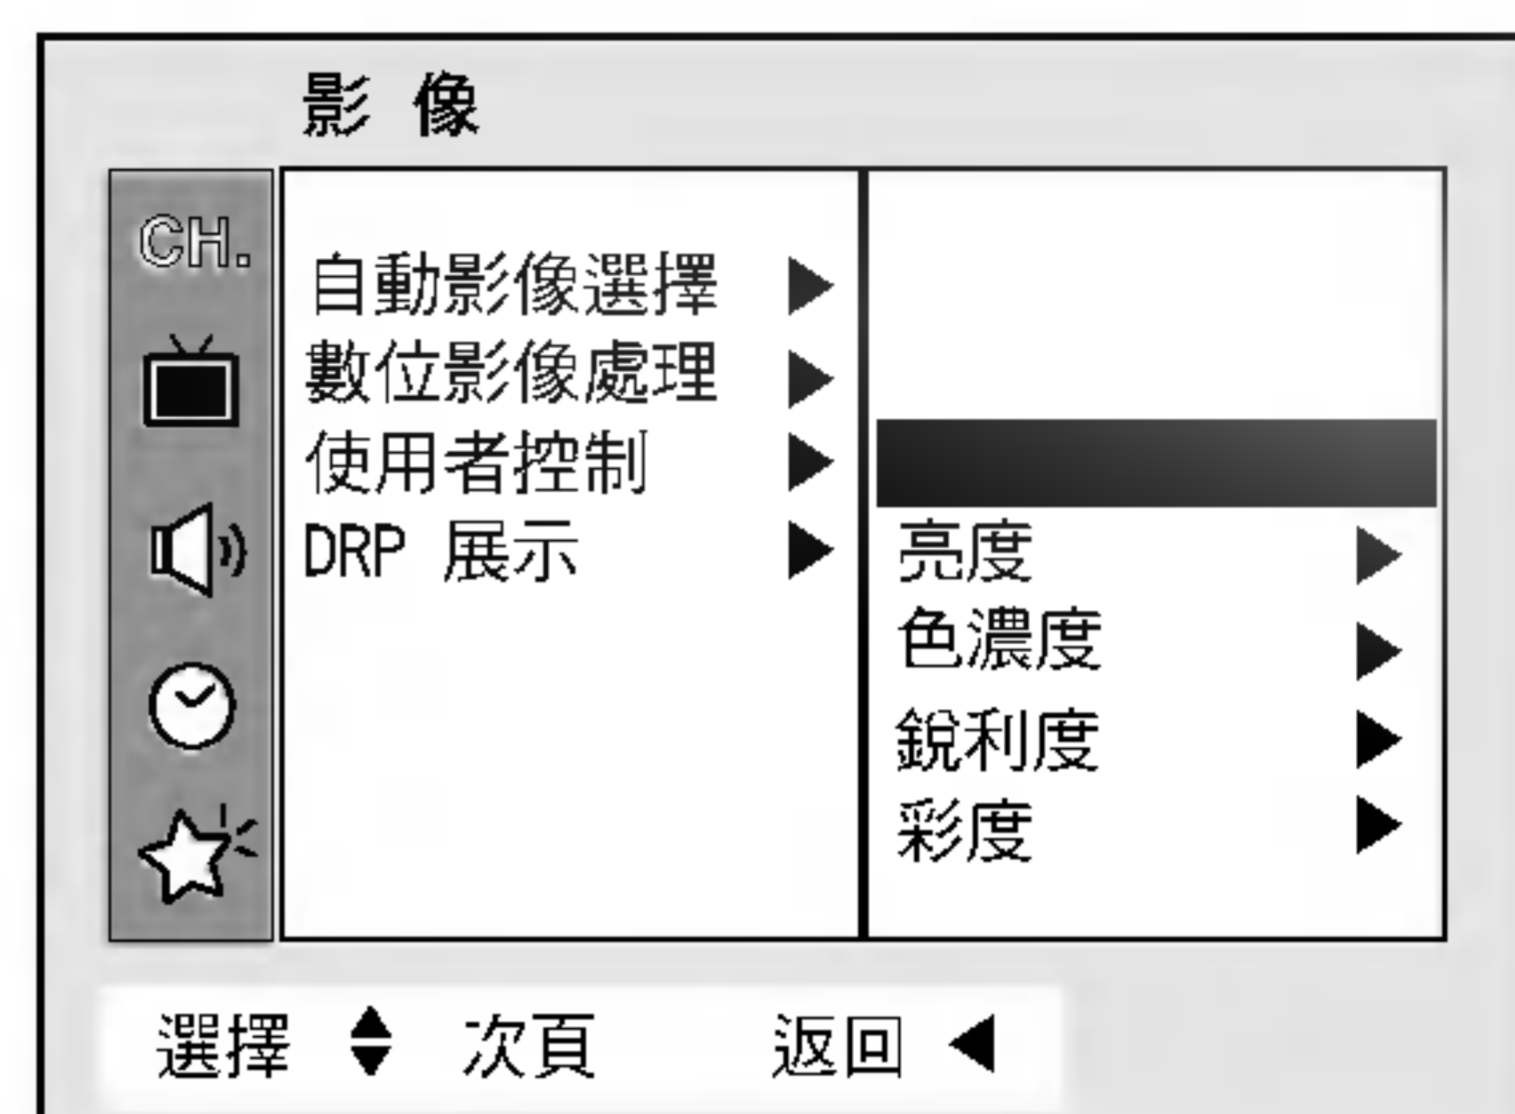 影 像
CH.
自動影像選擇 ▶
數位影像處理 ▶
使用者控制 ▶
DRP 展示 ▶
亮度 ▶
色濃度 ▶
銳利度 ▶
彩度 ▶
選擇 ◆ 次頁 返回 ◀